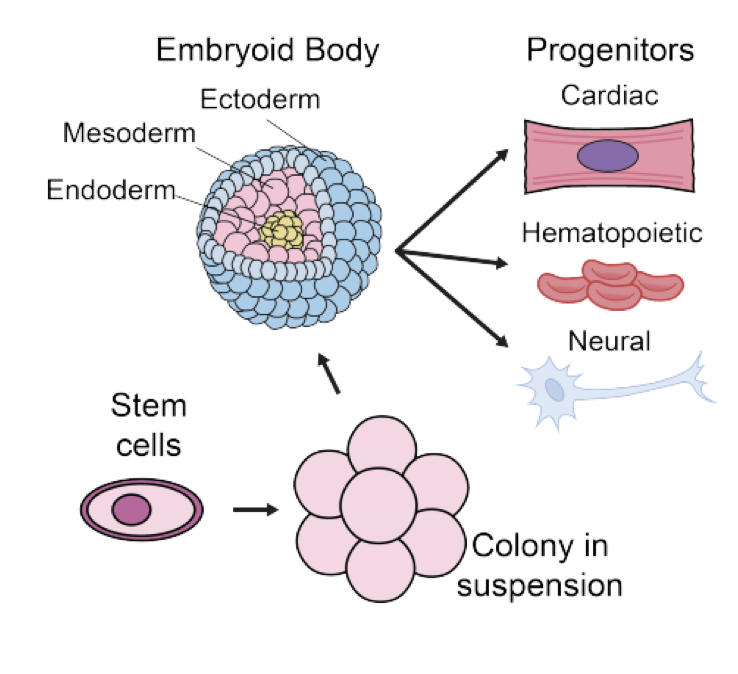 Embryoid Body
Ectoderm
Mesoderm
Endoderm
Progenitors
Cardiac
Hematopoietic
Neural
Stem
cells
Colony in
suspension